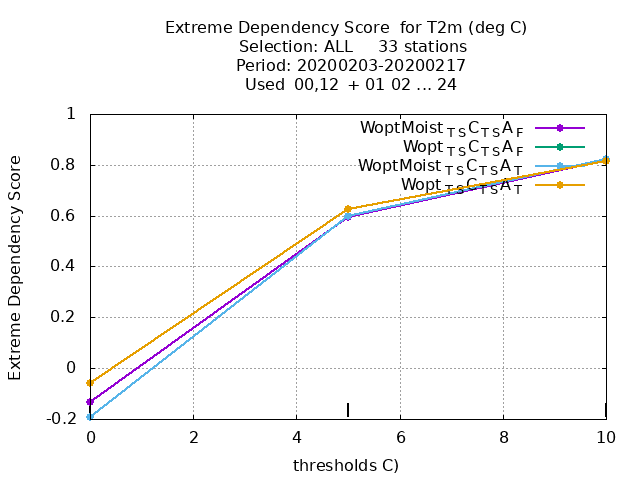 Extreme Dependency Score  for T2m (deg C)
Selection: ALL     33 stations
Period: 20200203-20200217
Used  00,12  + 01 02 ... 24
1
0.8
0.6
0.4
0.2
0
-0.2
Extreme Dependency Score
WoptMoist TS C TS A F
Wopt TS C TS A F
WoptMoist TS C TS A T
Wopt TS C TS A T
0 2 4 6 8 10
thresholds C)